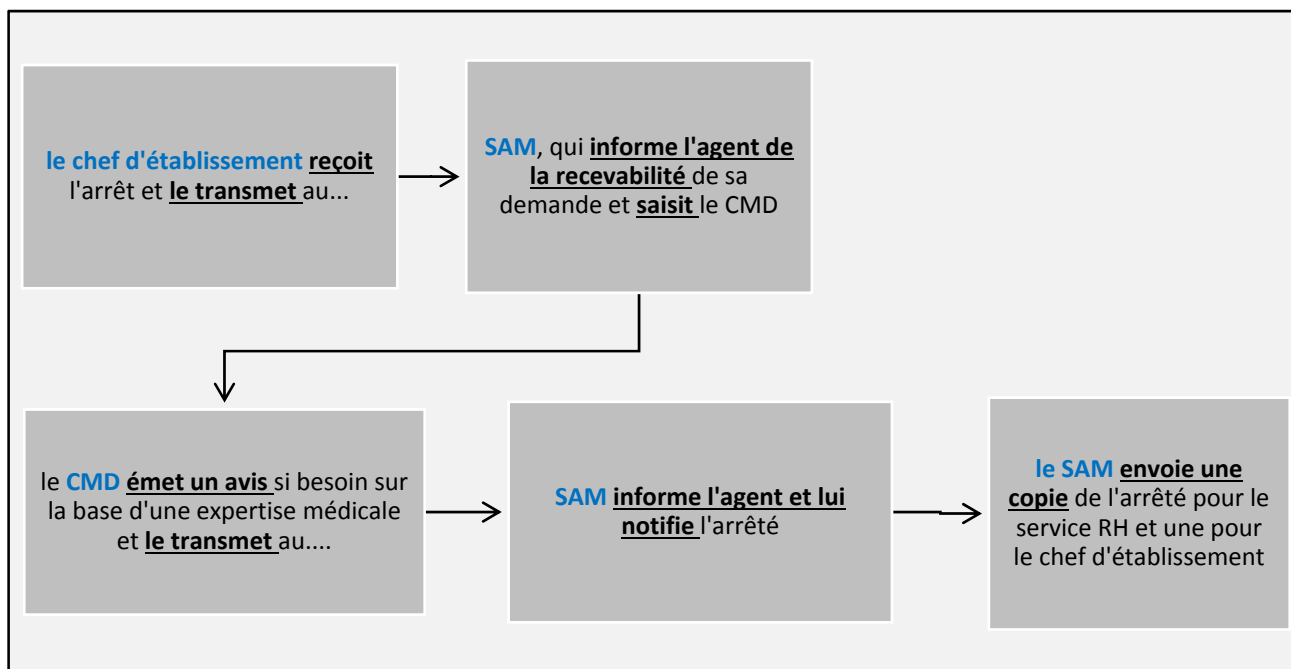 le chef d'établissement reçoit
l'arrêt et le transmet au...
SAM, qui informe l'agent de
la recevabilité de sa
demande et saisit le CMD
le CMD émet un avis si besoin sur
la base d'une expertise médicale
et le transmet au....
SAM informe l'agent et lui
notifie l'arrêté
le SAM envoie une
copie de l'arrêté pour le
service RH et une pour
le chef d'établissement